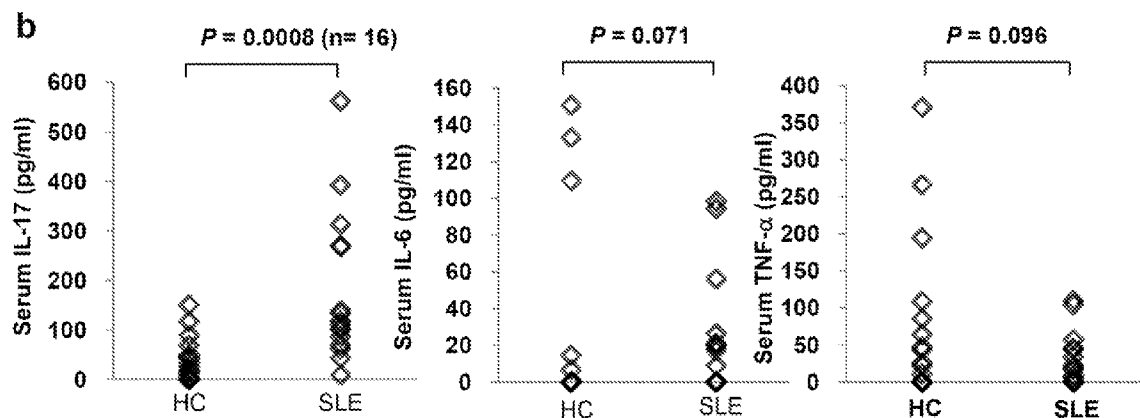 b
P = 0.0008 (n= 16)
Serum IL-17 (pg/ml)
600
500
400
300
200
100
0
HC
SLE
P = 0.071
Serum IL-6 (pg/ml)
160
140
120
100
80
60
40
20
0
HC
SLE
P = 0.096
Serum TNF-α (pg/ml)
400
350
300
250
200
150
100
50
0
HC
SLE